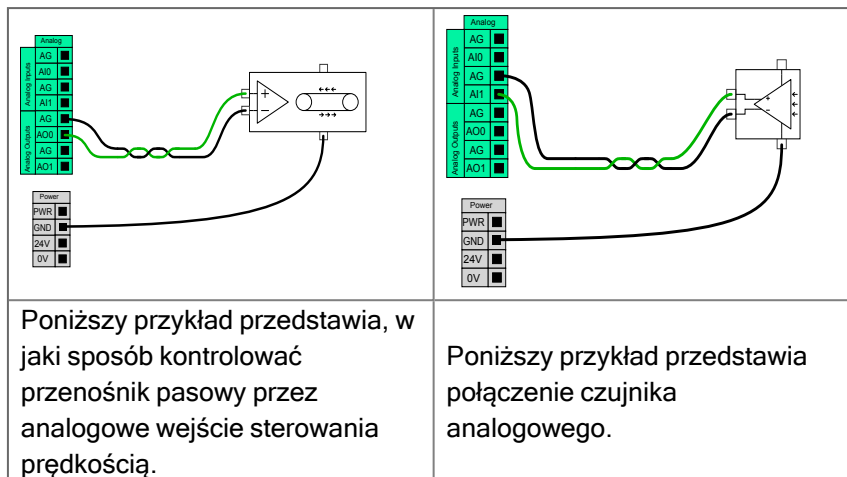 Analog
AG
AI0
AG
AI1
AG
AO0
AG
AO1
Analog Inputs
Analog Outputs
+
−
Power
PWR
GND
24V
0V
Analog
AG
AI0
AG
AI1
AG
AO0
AG
AO1
Analog Inputs
Analog Outputs
+
−
Power
PWR
GND
24V
0V
Poniższy przykład przedstawia, w
jaki sposób kontrolować
przenośnik pasowy przez
analogowe wejście sterowania
prędkością.
Poniższy przykład przedstawia
połączenie czujnika
analogowego.